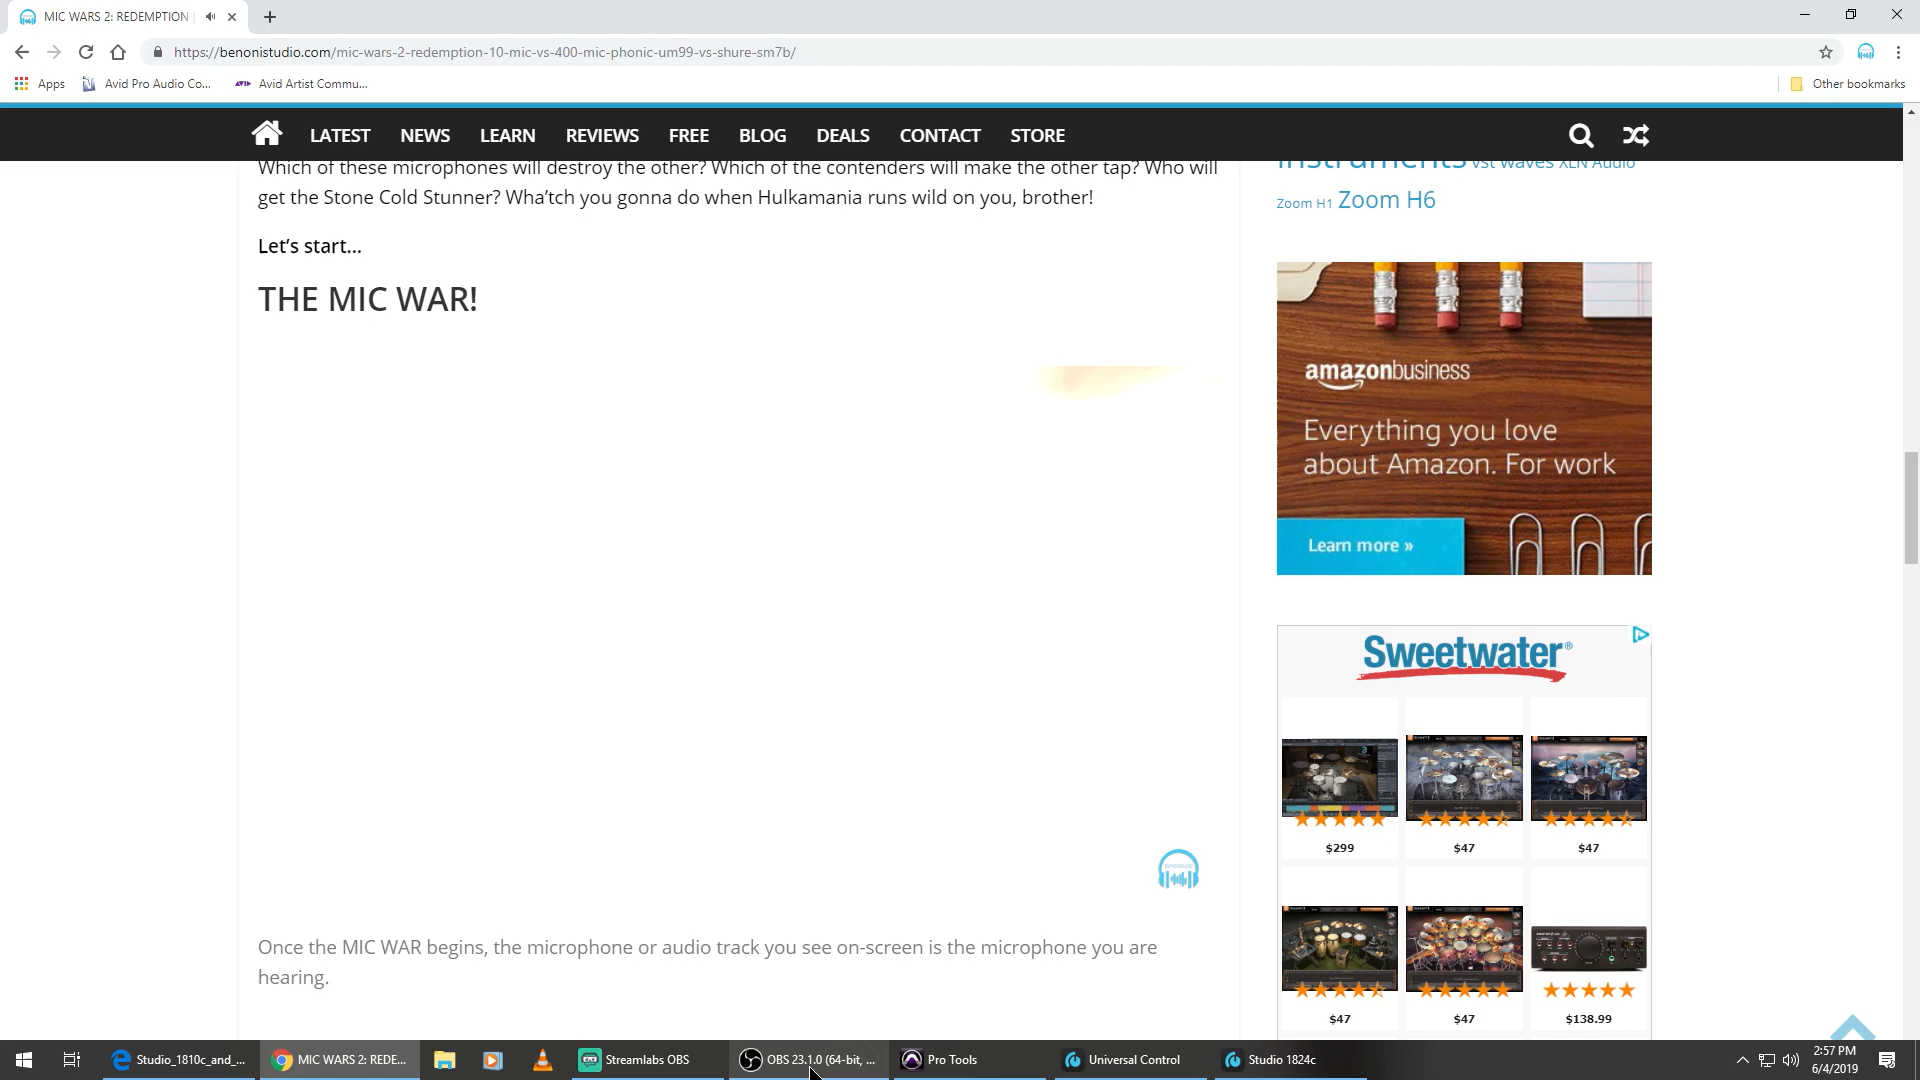 MIC WARS 2: REDEMPTION
https://benonistudio.com/mic-wars-2-redemption-10-mic-vs-400-mic-phonic-um99-vs-shure-sm7b/
Apps Avid Pro Audio Co... Avid Artist Commu... Other bookmarks
LATEST NEWS LEARN REVIEWS FREE BLOG DEALS CONTACT STORE
Which of these microphones will destroy the other? Which of the contenders will make the other tap? Who will
get the Stone Cold Stunner? Wha'tch you gonna do when Hulkamania runs wild on you, brother!
Let's start...
THE MIC WAR!
Once the MIC WAR begins, the microphone or audio track you see on-screen is the microphone you are
hearing.
Instruments vst waves XLN Audio
Zoom H1 Zoom H6
amazonbusiness
Everything you love
about Amazon. For work
Learn more »
Sweetwater®
$299 $47 $47
$47 $47 $138.99
Studio_1810c_and_... MIC WARS 2: REDE... Streamlabs OBS OBS 23.1.0 (64-bit, ... Pro Tools Universal Control Studio 1824c
2:57 PM
6/4/2019